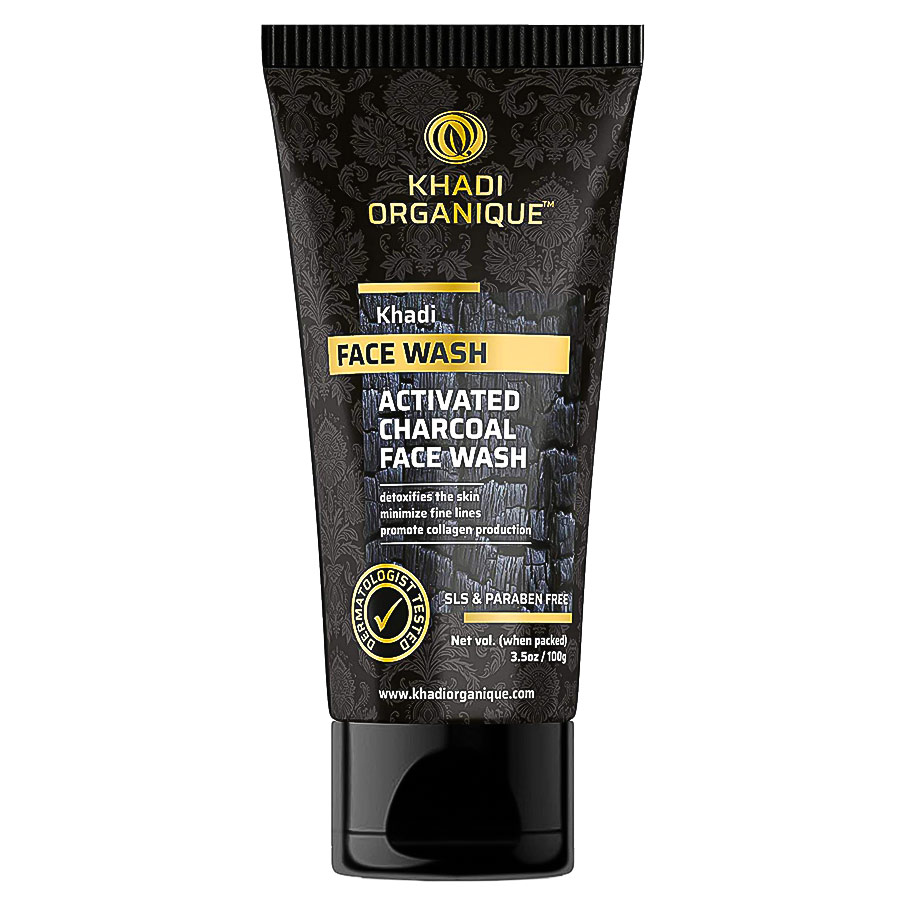 KHADI
ORGANIQUE™
Khadi
FACE WASH
ACTIVATED
CHARCOAL
FACE WASH
detoxifies the skin
minimize fine lines
promote collagen production
DERMATOLOGIST TESTED
SLS & PARABEN FREE
Net vol. (when packed)
3.5oz / 100g
www.khadiorganique.com